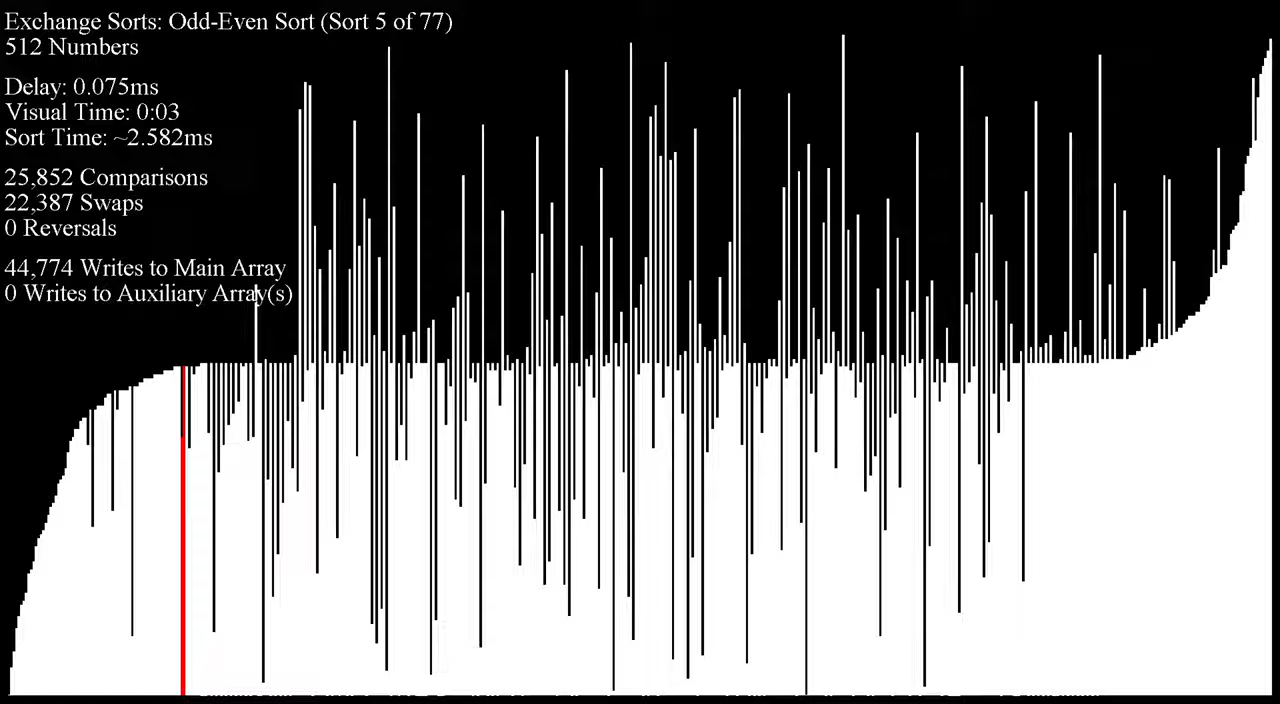 Exchange Sorts: Odd-Even Sort (Sort 5 of 77)
512 Numbers
Delay: 0.075ms
Visual Time: 0:03
Sort Time: ~2.582ms
25,852 Comparisons
22,387 Swaps
0 Reversals
44,774 Writes to Main Array
0 Writes to Auxiliary Array(s)